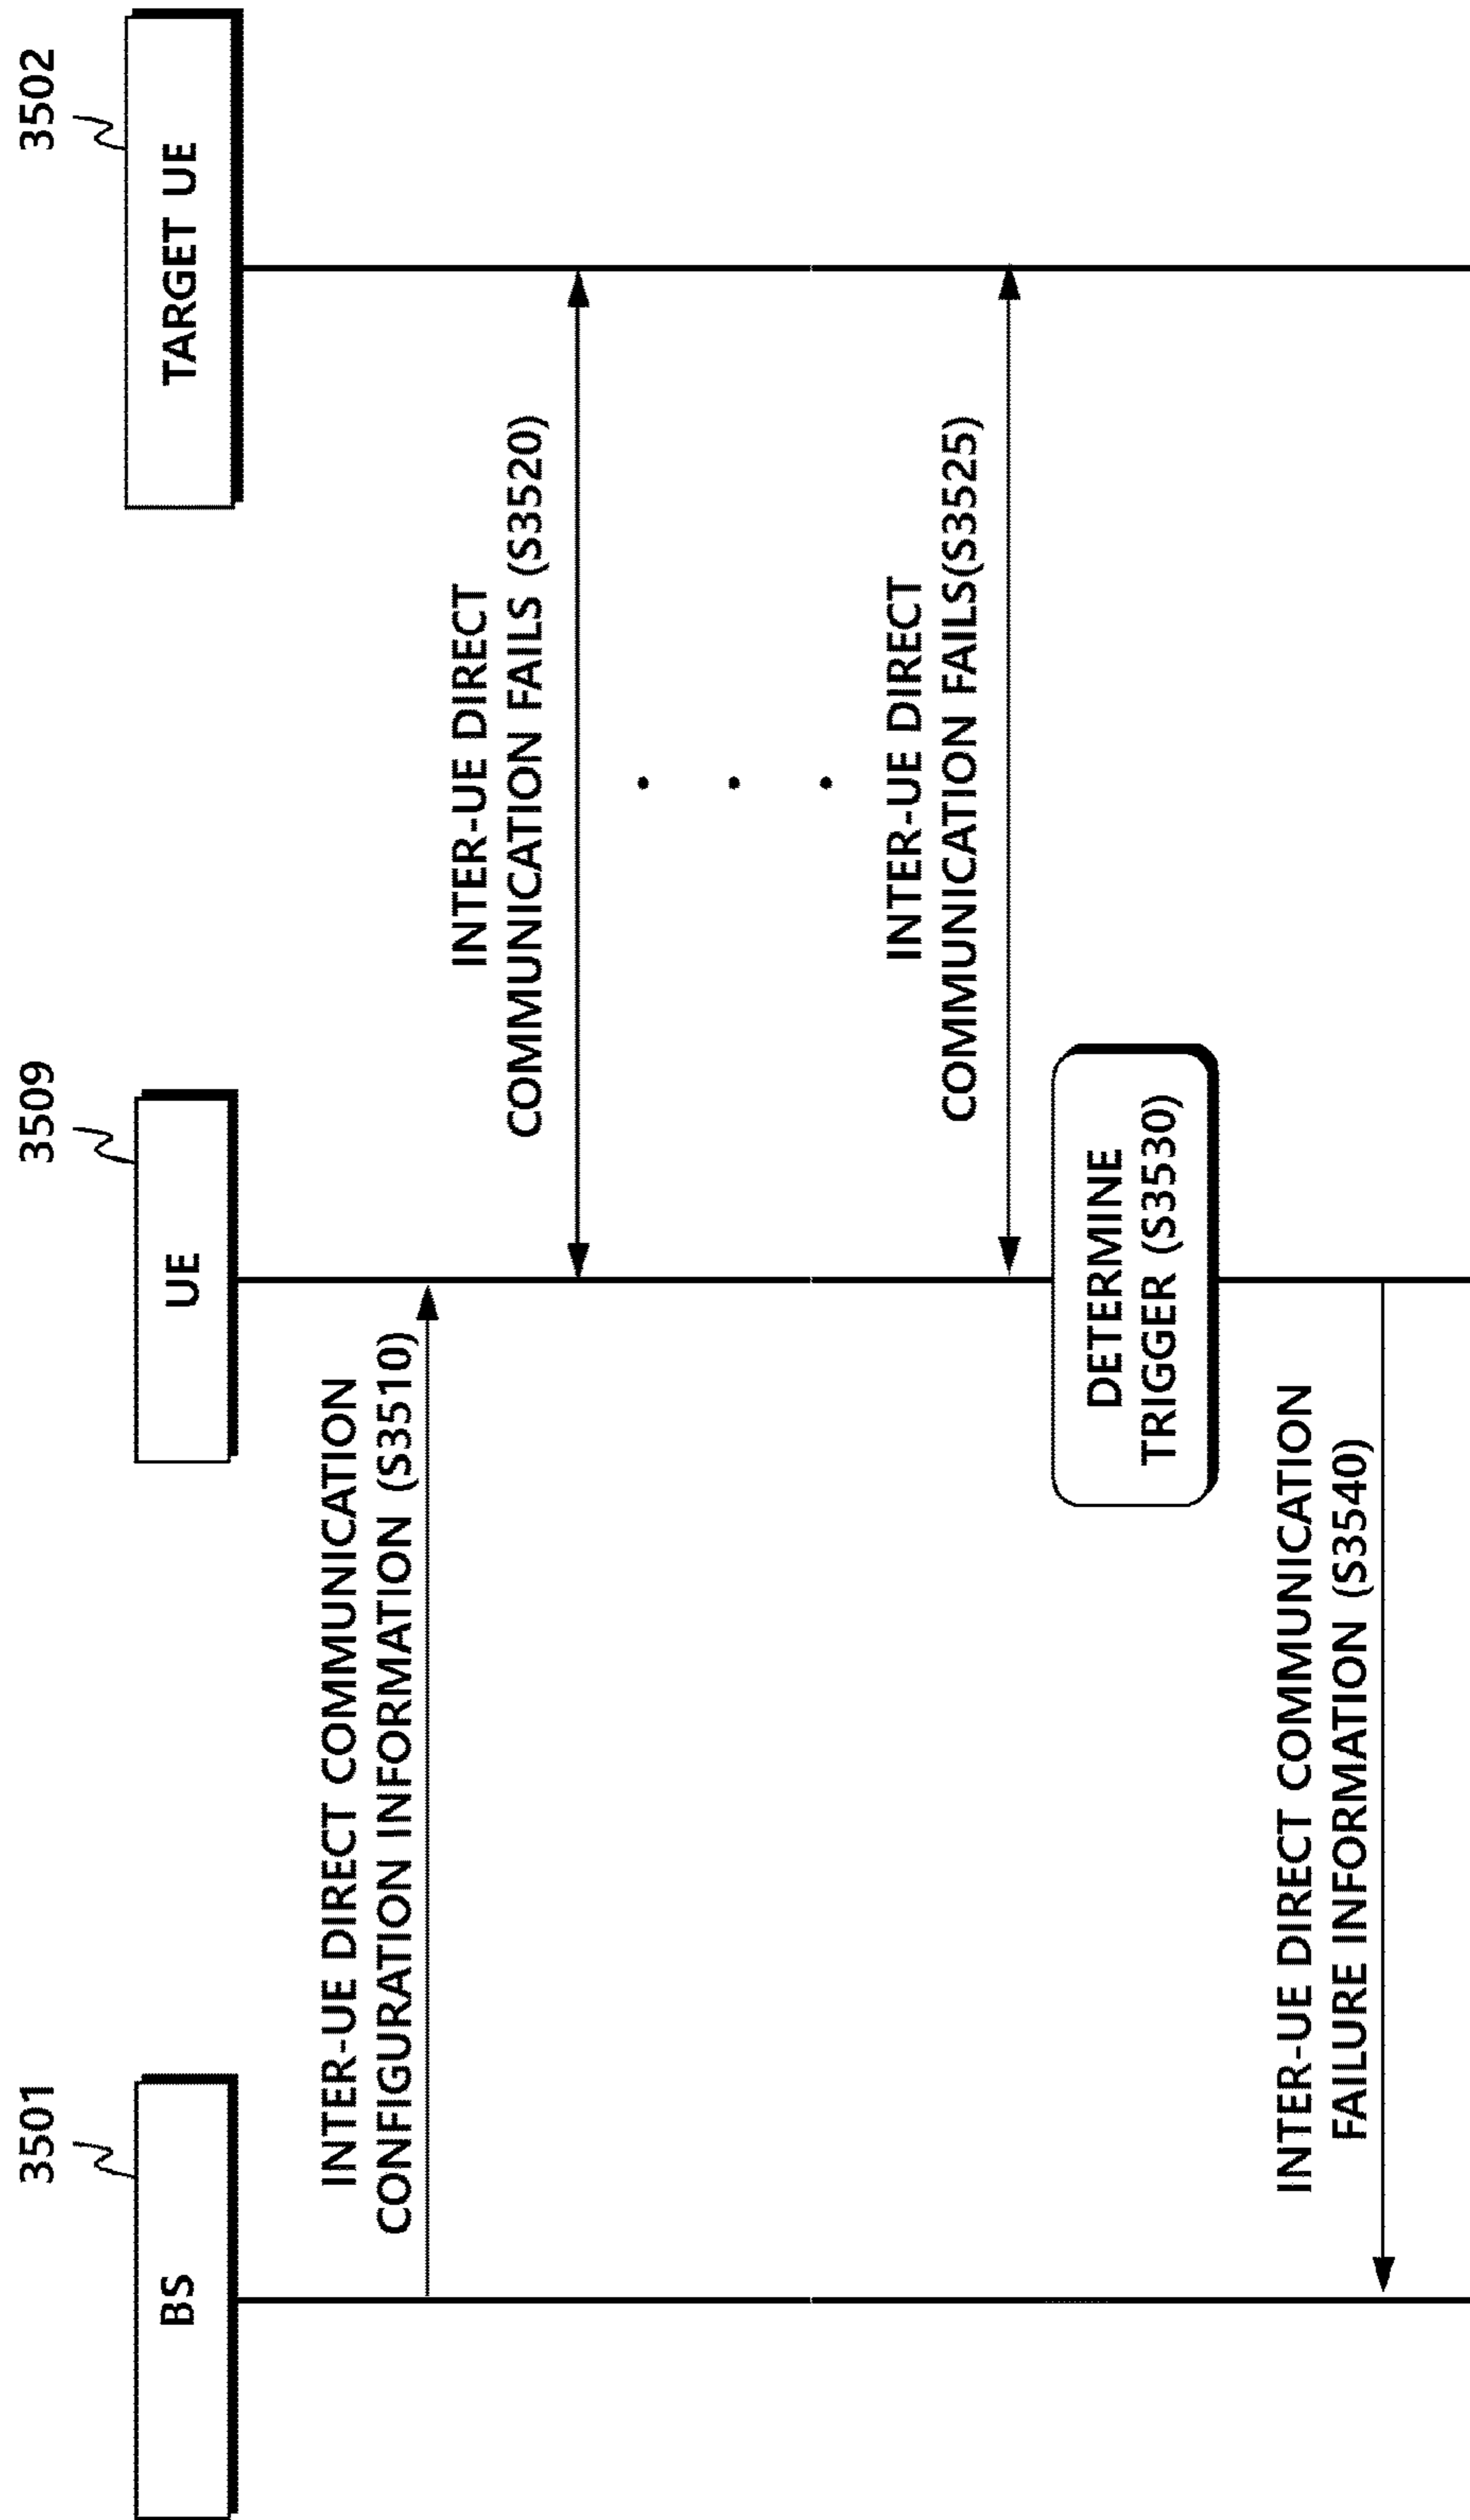 3501
3509
3502
BS
UE
TARGET UE
INTER-UE DIRECT COMMUNICATION
CONFIGURATION INFORMATION (S3510)
INTER-UE DIRECT
COMMUNICATION FAILS (S3520)
INTER-UE DIRECT
COMMUNICATION FAILS(S3525)
DETERMINE
TRIGGER (S3530)
INTER-UE DIRECT COMMUNICATION
FAILURE INFORMATION (S3540)